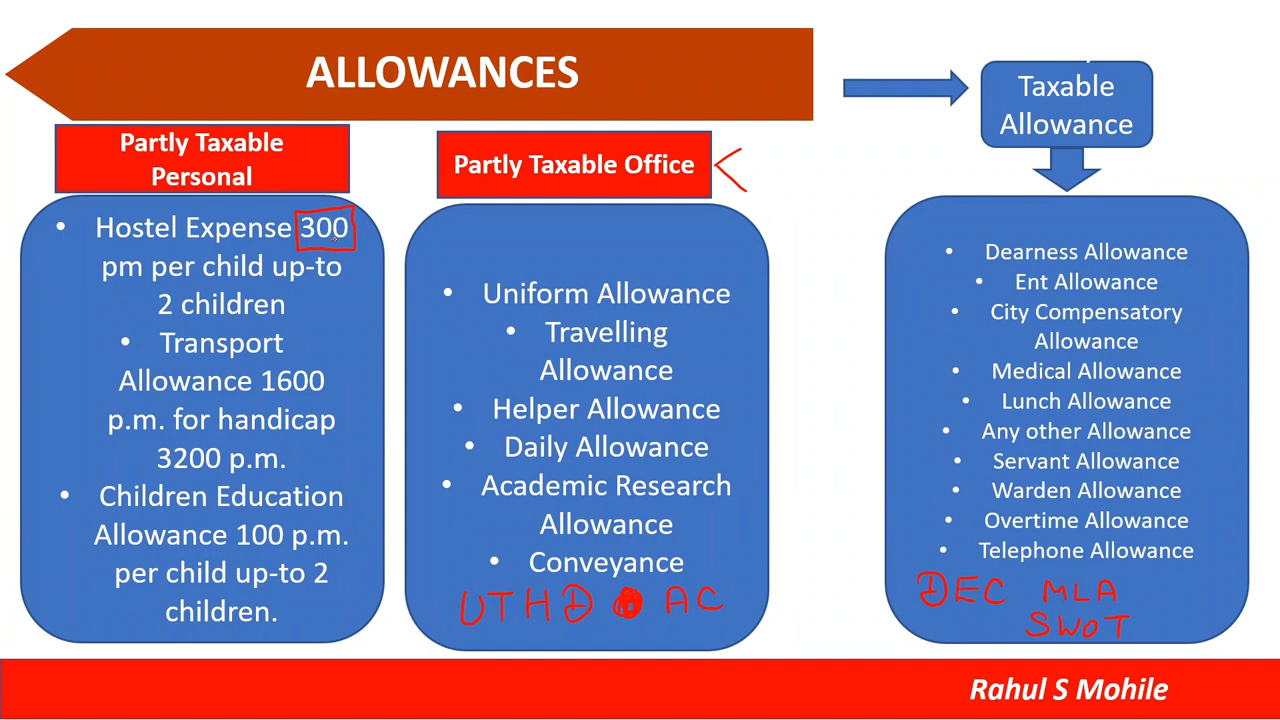 ALLOWANCES
Partly Taxable
Personal
• Hostel Expense 300
pm per child up-to
2 children
• Transport
Allowance 1600
p.m. for handicap
3200 p.m.
• Children Education
Allowance 100 p.m.
per child up-to 2
children.
Partly Taxable Office
• Uniform Allowance
• Travelling
Allowance
• Helper Allowance
• Daily Allowance
• Academic Research
Allowance
• Conveyance
UTHD AC
Taxable
Allowance
• Dearness Allowance
• Ent Allowance
• City Compensatory
Allowance
• Medical Allowance
• Lunch Allowance
• Any other Allowance
• Servant Allowance
• Warden Allowance
• Overtime Allowance
• Telephone Allowance
DEC MLA
SWOT
Rahul S Mohile